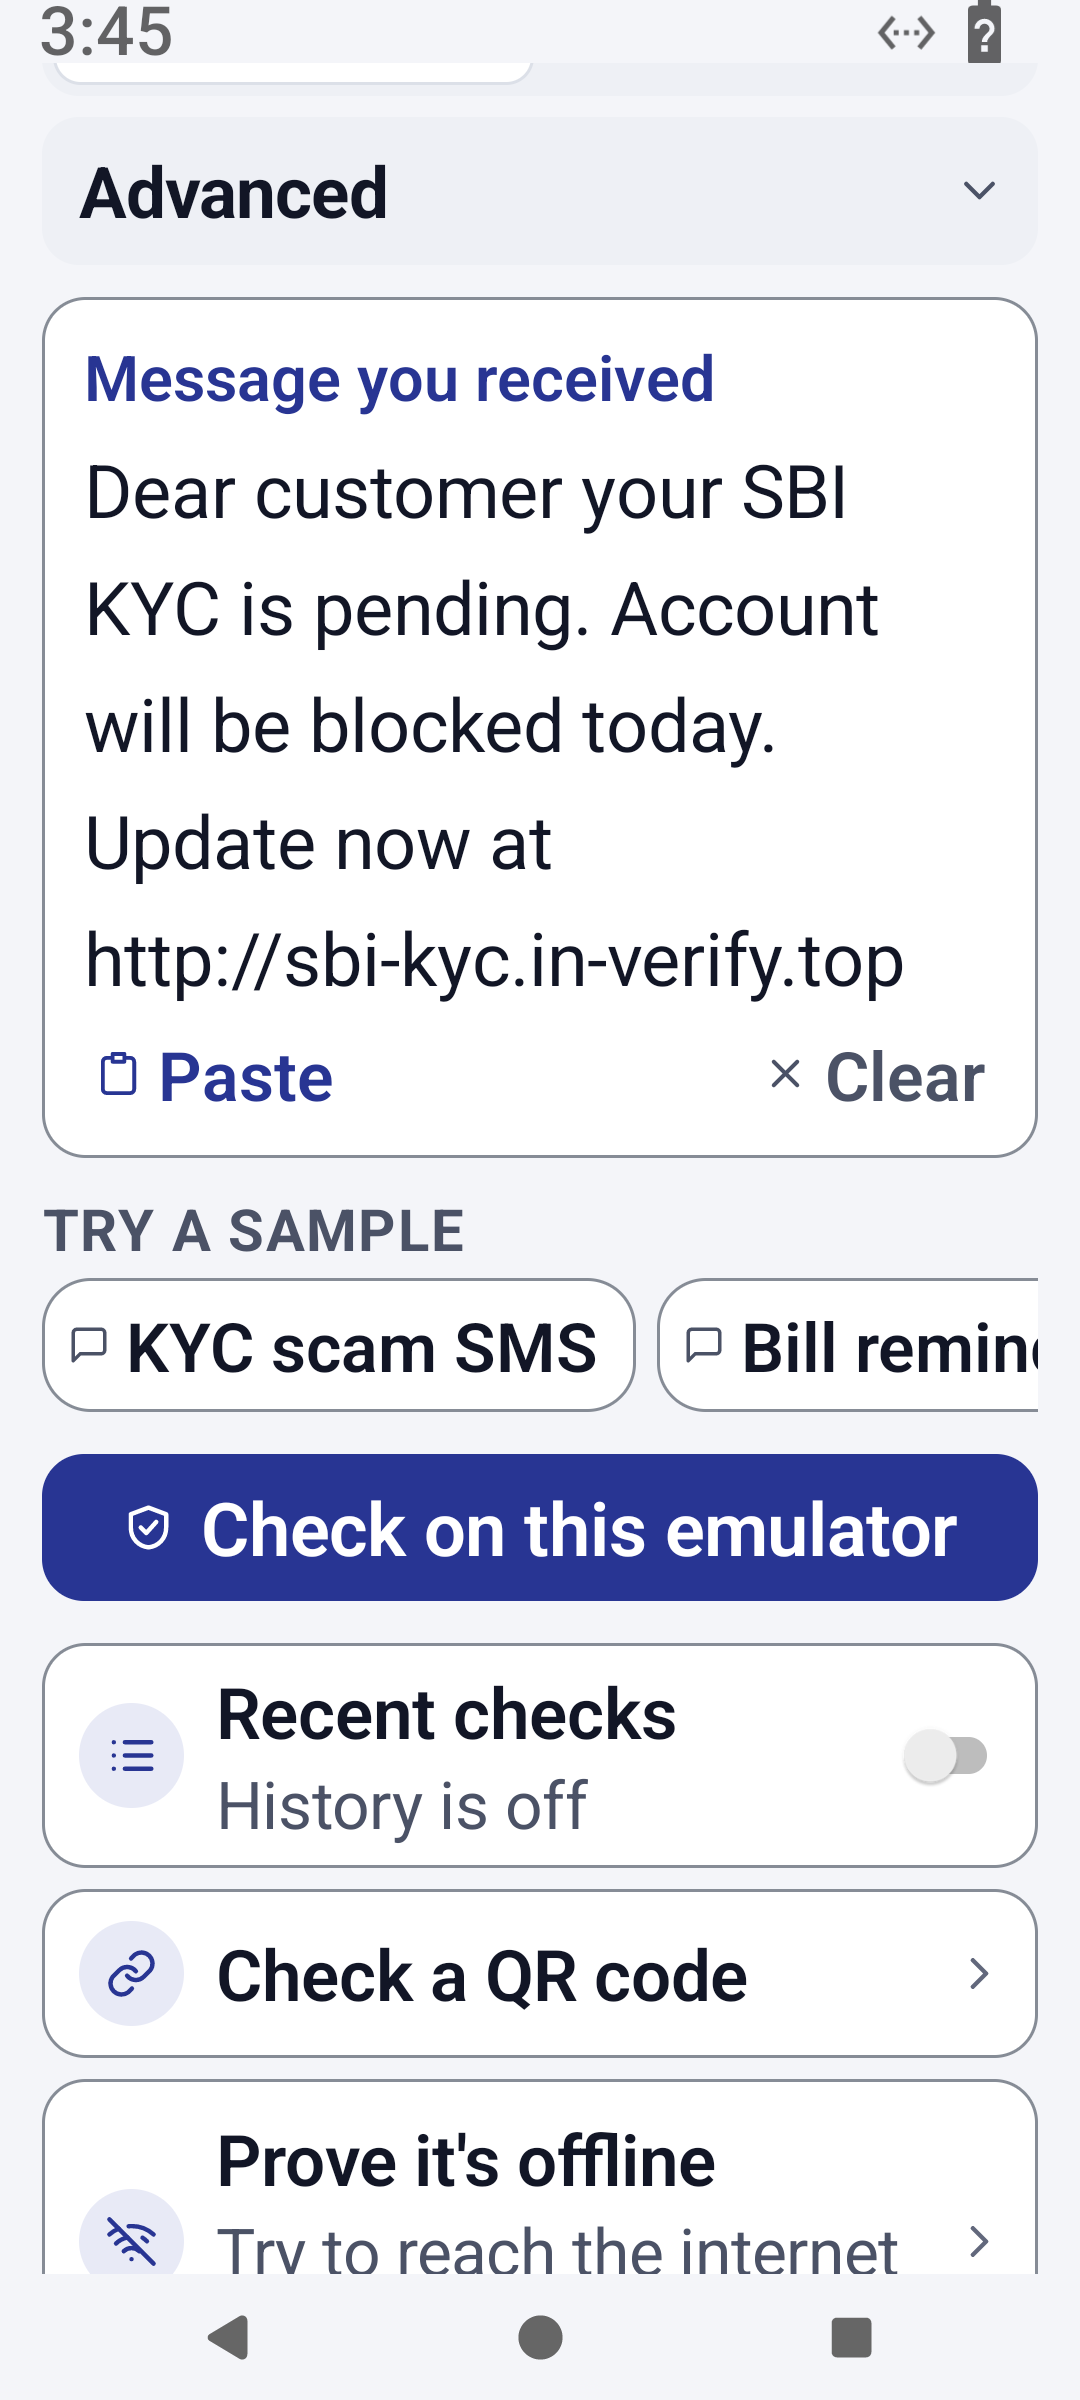 3:45
Advanced
Message you received
Dear customer your SBI
KYC is pending. Account
will be blocked today.
Update now at
http://sbi-kyc.in-verify.top
Paste
Clear
TRY A SAMPLE
KYC scam SMS
Bill remin
Check on this emulator
Recent checks
History is off
Check a QR code
Prove it's offline
Try to reach the internet